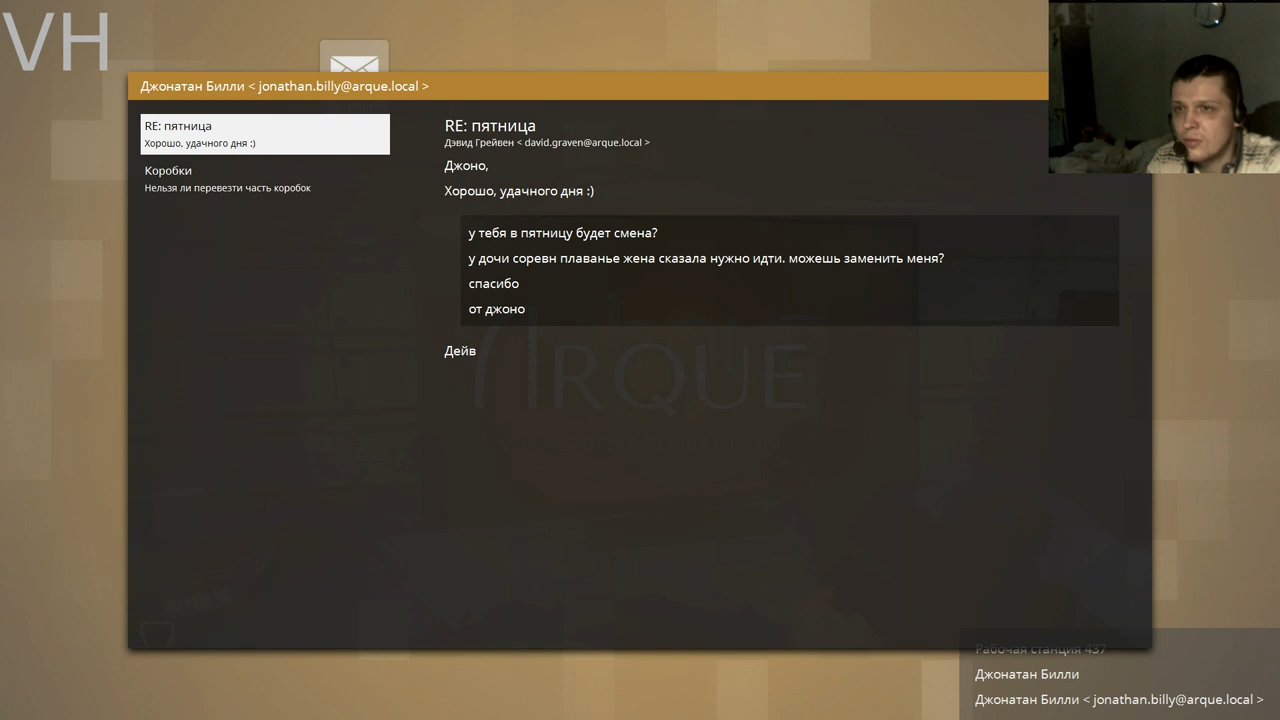 VH
Джонатан Билли < jonathan.billy@arque.local >
RE: пятница
Хорошо, удачного дня :)
Коробки
Нельзя ли перевезти часть коробок
RE: пятница
Дэвид Грейвен < david.graven@arque.local >
Джоно,
Хорошо, удачного дня :)
у тебя в пятницу будет смена?
у дочи соревн плаванье жена сказала нужно идти. можешь заменить меня?
спасибо
от джоно
Дейв
ARQUE
Рабочая станция 437
Джонатан Билли
Джонатан Билли < jonathan.billy@arque.local >